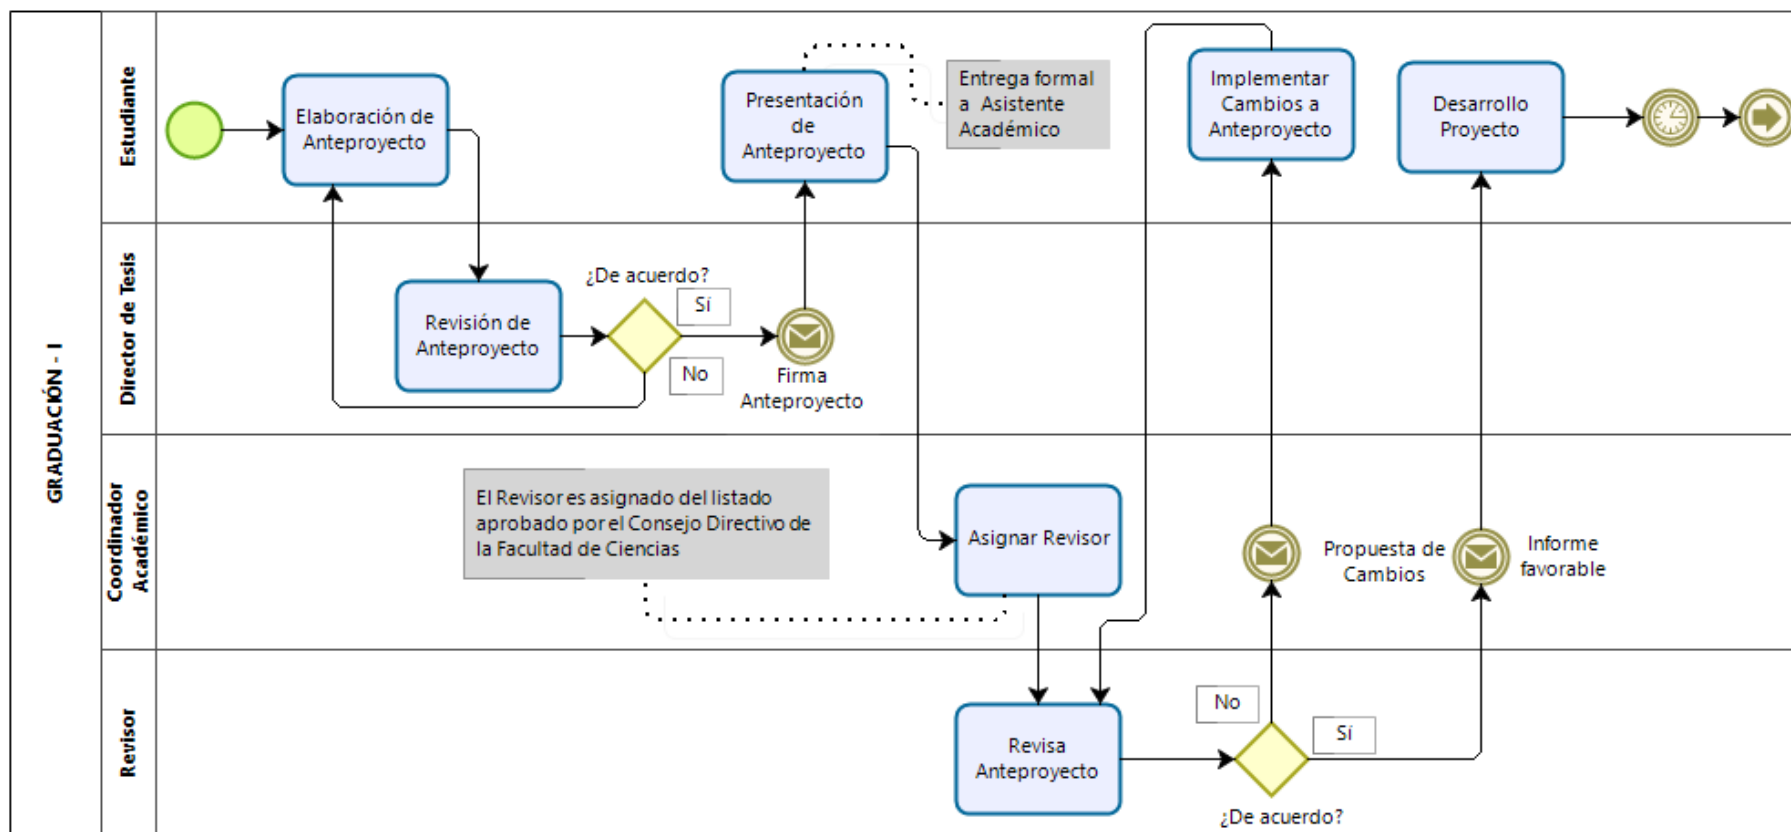 GRADUACIÓN - I
Estudiante
Elaboración de
Anteproyecto
Presentación
de
Anteproyecto
Entrega formal
a Asistente
Académico
Implementar
Cambios a
Anteproyecto
Desarrollo
Proyecto
Director de Tesis
Revisión de
Anteproyecto
¿De acuerdo?
Sí
No
Firma
Anteproyecto
Coordinador
Académico
El Revisor es asignado del listado
aprobado por el Consejo Directivo de
la Facultad de Ciencias
Asignar Revisor
Propuesta de
Cambios
Informe
favorable
Revisor
Revisa
Anteproyecto
No
Sí
¿De acuerdo?